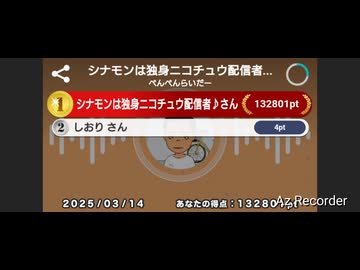 シナモンは独身ニコチュウ配信者...
ぺんぺんらいだー
1 シナモンは独身ニコチュウ配信者♪さん 132801pt
2 しおり さん 4pt
AZ Recorder
2025/03/14 あなたの得点:132801pt